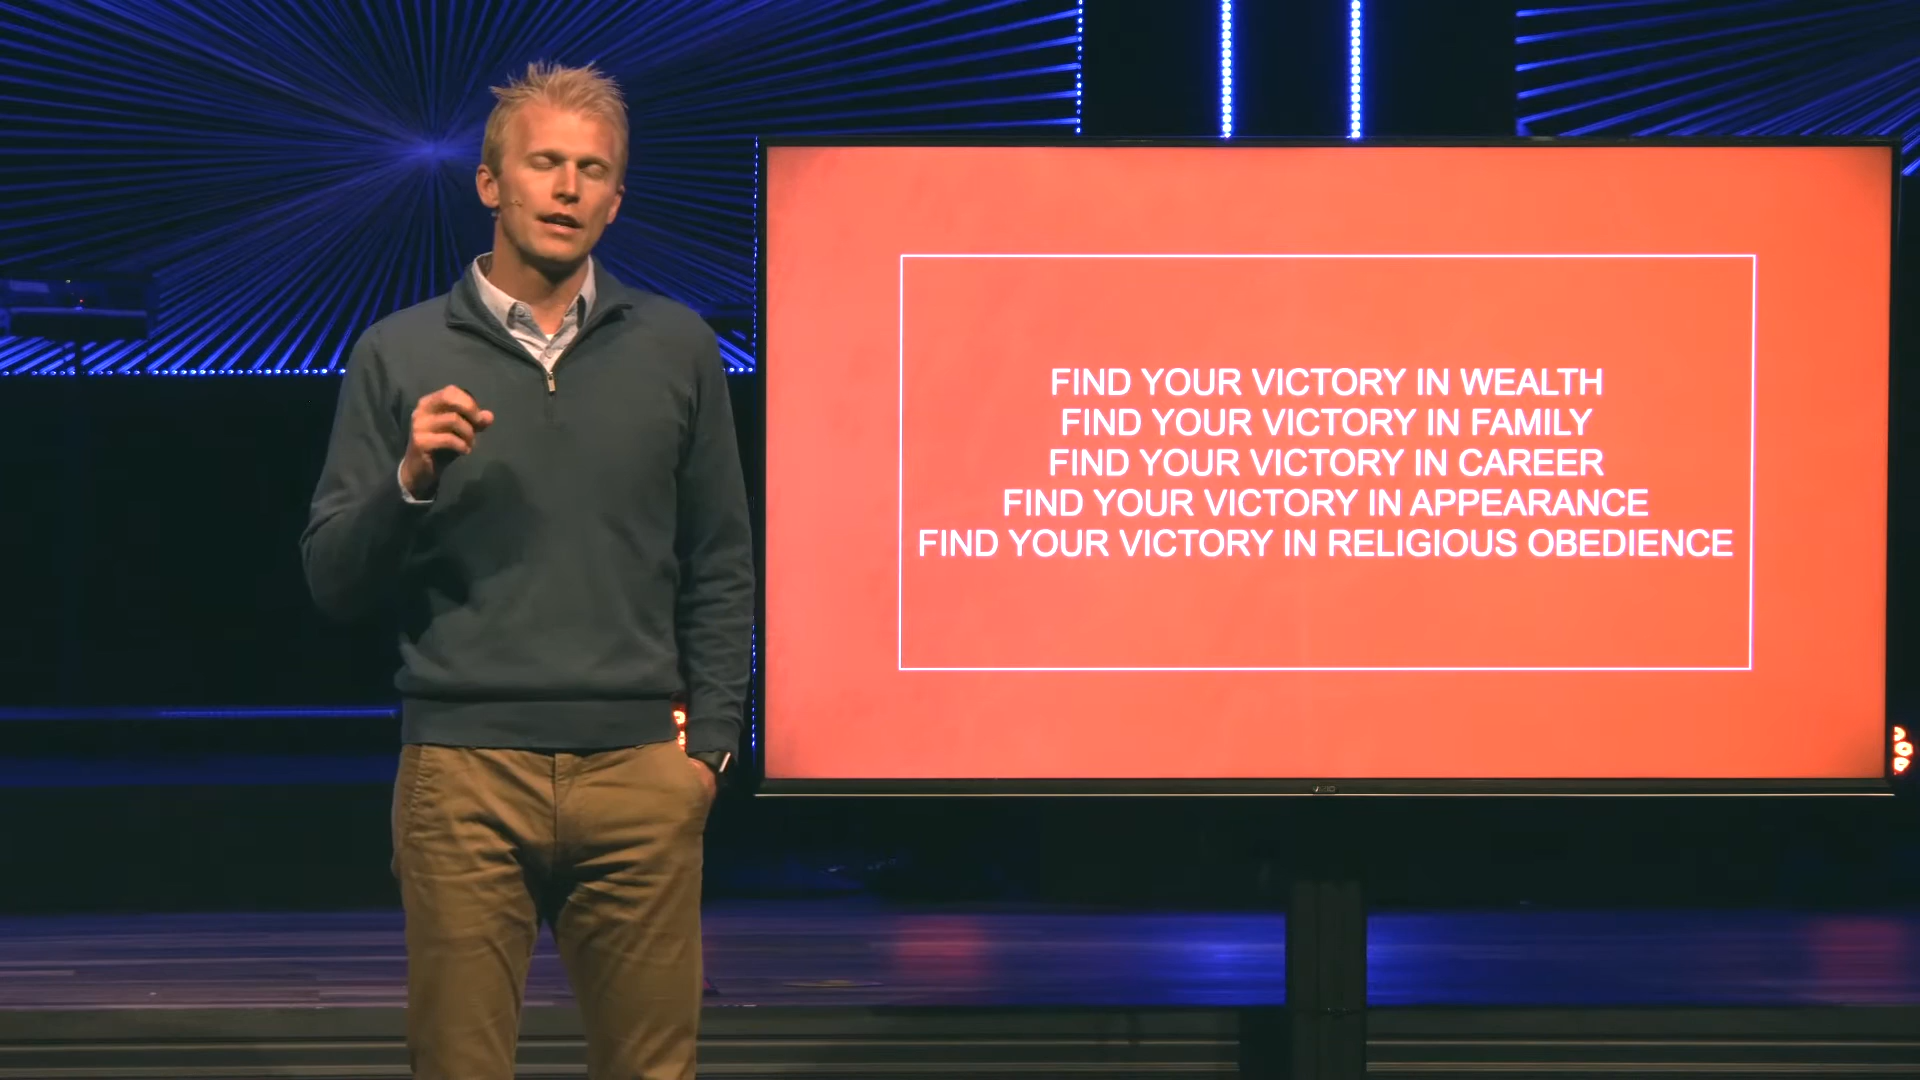 FIND YOUR VICTORY IN WEALTH
FIND YOUR VICTORY IN FAMILY
FIND YOUR VICTORY IN CAREER
FIND YOUR VICTORY IN APPEARANCE
FIND YOUR VICTORY IN RELIGIOUS OBEDIENCE